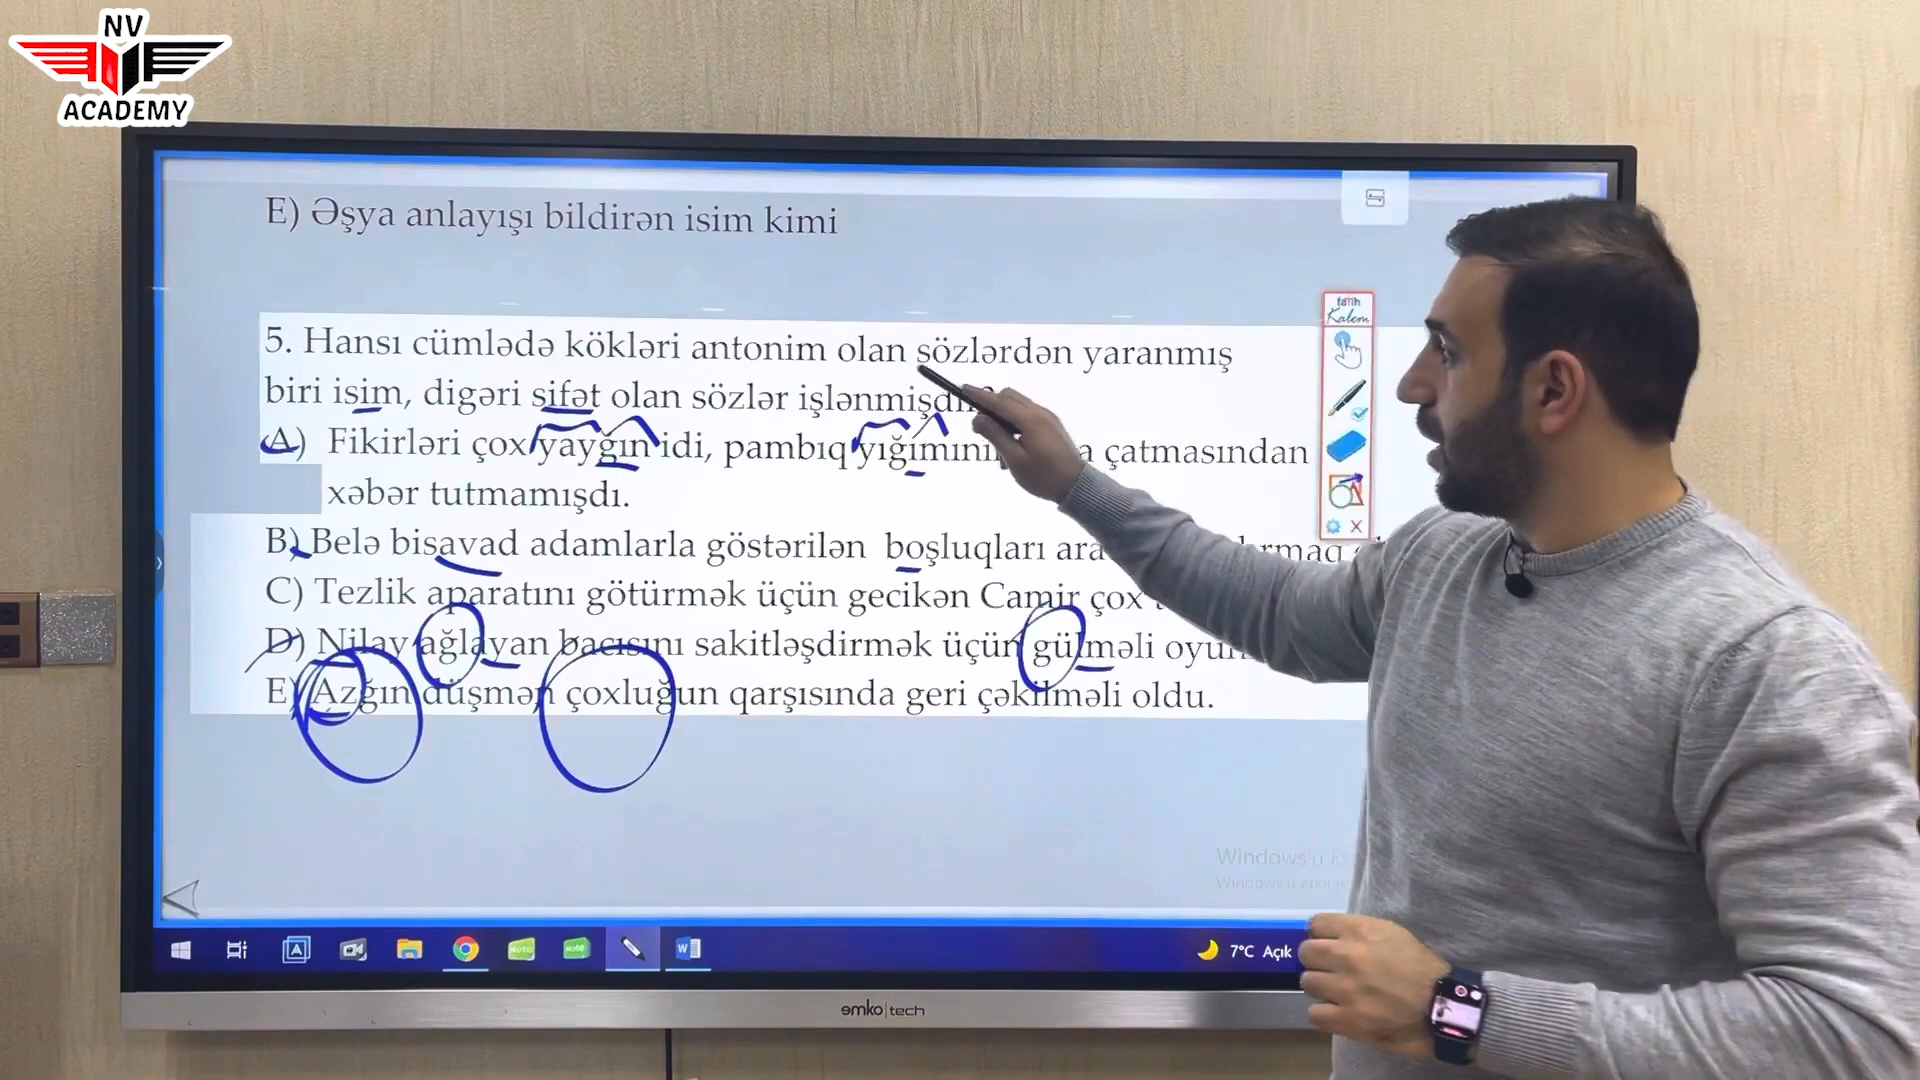 NV
ACADEMY
E) Əşya anlayışı bildirən isim kimi
fatih
Kalem
5. Hansı cümlədə kökləri antonim olan sözlərdən yaranmış
biri isim, digəri sifət olan sözlər işlənmişdir?
A) Fikirləri çox yayğın idi, pambıq yığımının çatmasından
xəbər tutmamışdı.
B) Belə bisavad adamlarla göstərilən boşluqları
C) Tezlik aparatını götürmək üçün gecikən Camir çox
D) Nilay ağlayan bacısını sakitləşdirmək üçün gülməli
E) Azğın düşmən çoxluğun qarşısında geri çəkilməli oldu.
7°C Açık
emko|tech